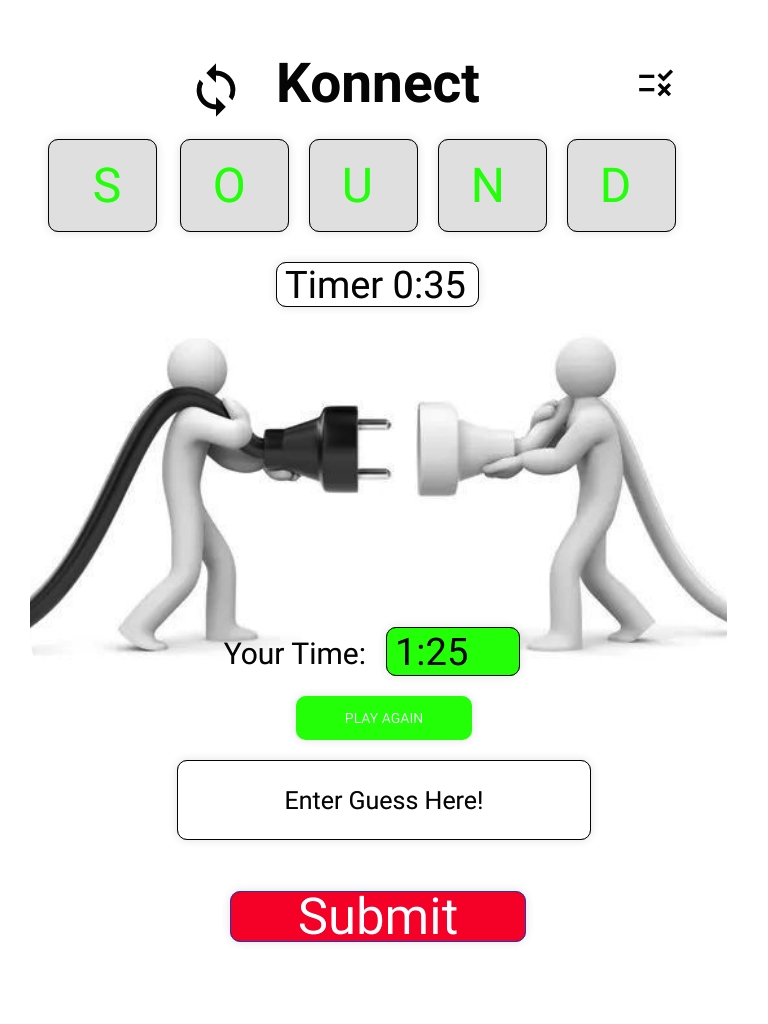 Konnect
S O U N D
Timer 0:35
Your Time: 1:25
PLAY AGAIN
Enter Guess Here!
Submit